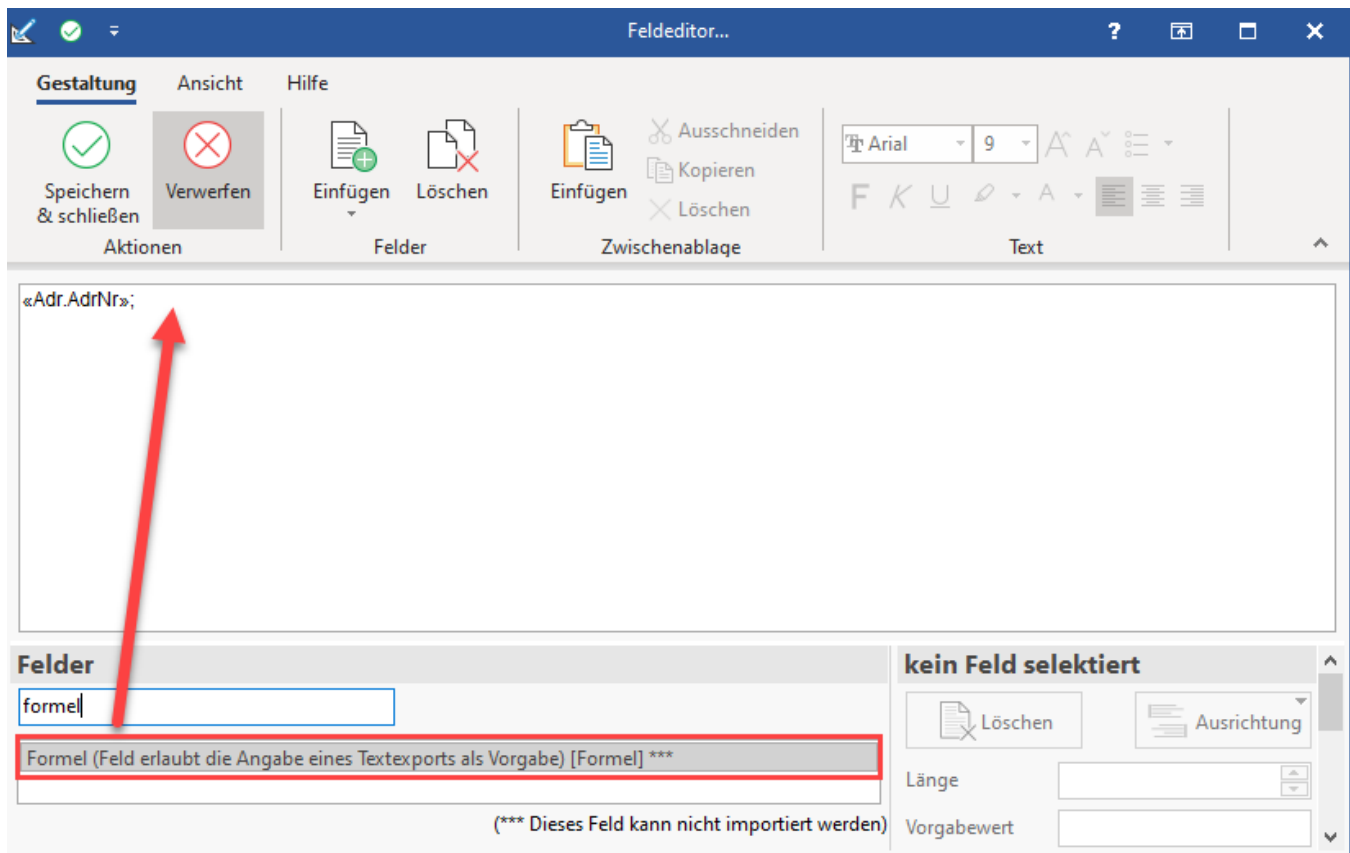 Feldeditor...
?
Gestaltung Ansicht Hilfe
Speichern & schließen
Verwerfen
Aktionen
Einfügen
Löschen
Felder
Einfügen
Ausschneiden
Kopieren
Löschen
Zwischenablage
Arial 9
F K U A
Text
«Adr.AdrNr»;
Felder
formel
Formel (Feld erlaubt die Angabe eines Textexports als Vorgabe) [Formel] ***
(*** Dieses Feld kann nicht importiert werden)
kein Feld selektiert
Löschen
Ausrichtung
Länge
Vorgabewert